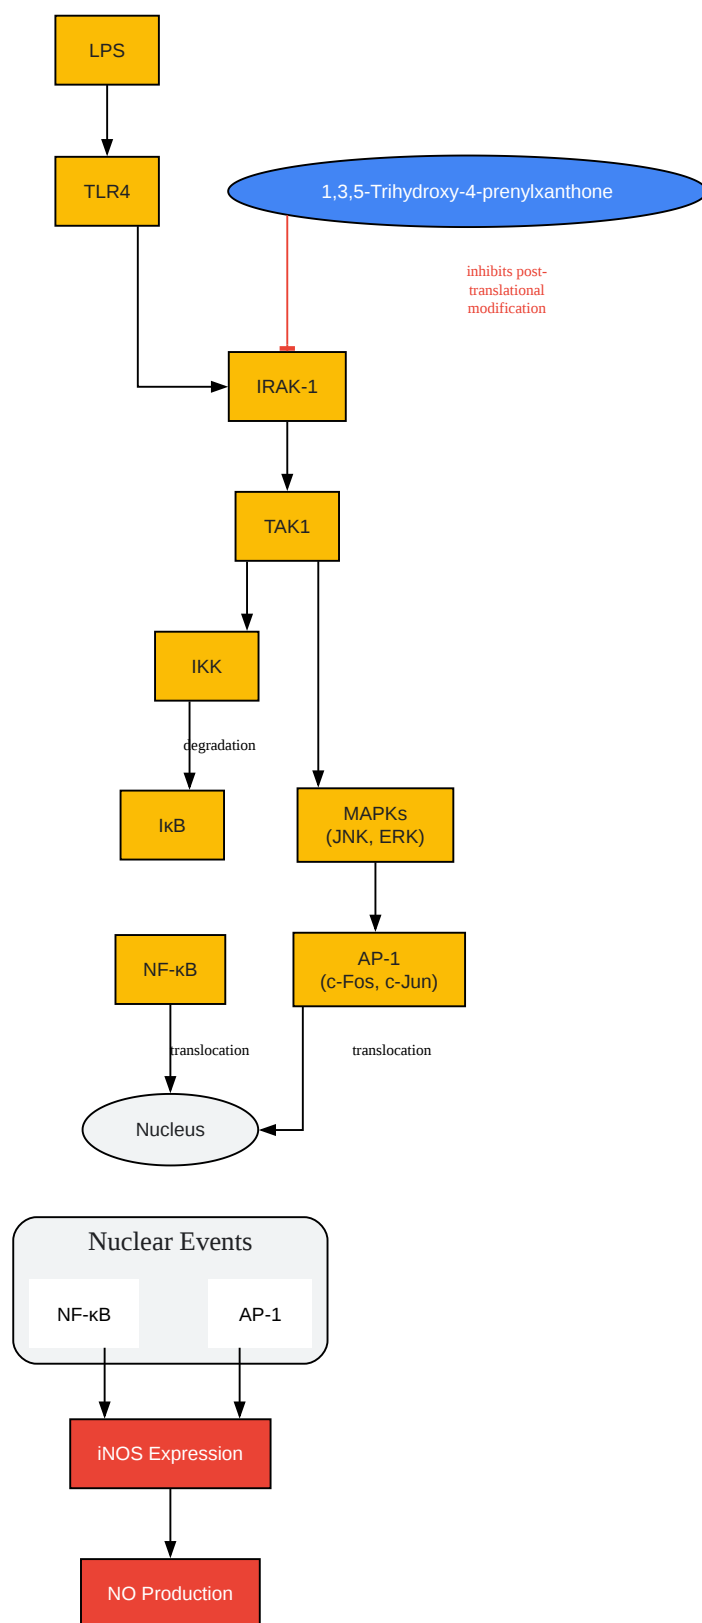 LPS
TLR4
1,3,5-Trihydroxy-4-prenylxanthone
inhibits post-
translational
modification
IRAK-1
TAK1
IKK
degradation
IκB
MAPKs
(JNK, ERK)
NF-κB
AP-1
(c-Fos, c-Jun)
translocation
translocation
Nucleus
Nuclear Events
NF-κB
AP-1
iNOS Expression
NO Production